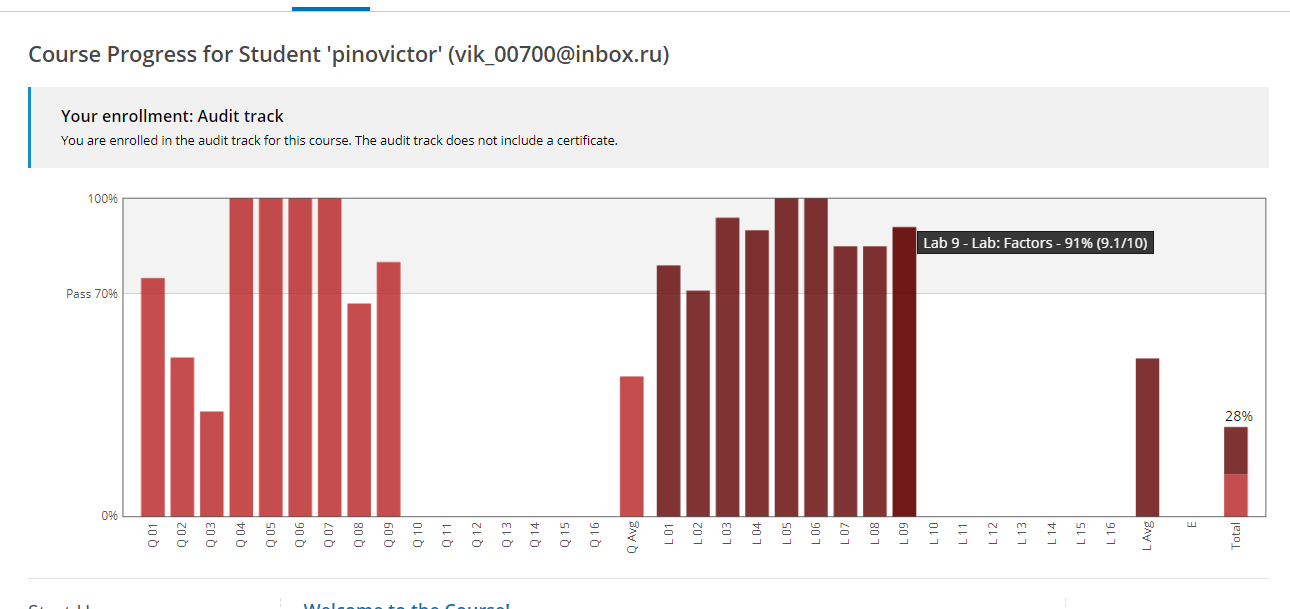 Course Progress for Student 'pinovictor' (vik_00700@inbox.ru)
Your enrollment: Audit track
You are enrolled in the audit track for this course. The audit track does not include a certificate.
100%
Pass 70%
0%
Lab 9 - Lab: Factors - 91% (9.1/10)
28%
Q 01
Q 02
Q 03
Q 04
Q 05
Q 06
Q 07
Q 08
Q 09
Q 10
Q 11
Q 12
Q 13
Q 14
Q 15
Q 16
Q Avg
L 01
L 02
L 03
L 04
L 05
L 06
L 07
L 08
L 09
L 10
L 11
L 12
L 13
L 14
L 15
L 16
L Avg
E
Total
Welcome to the Course!